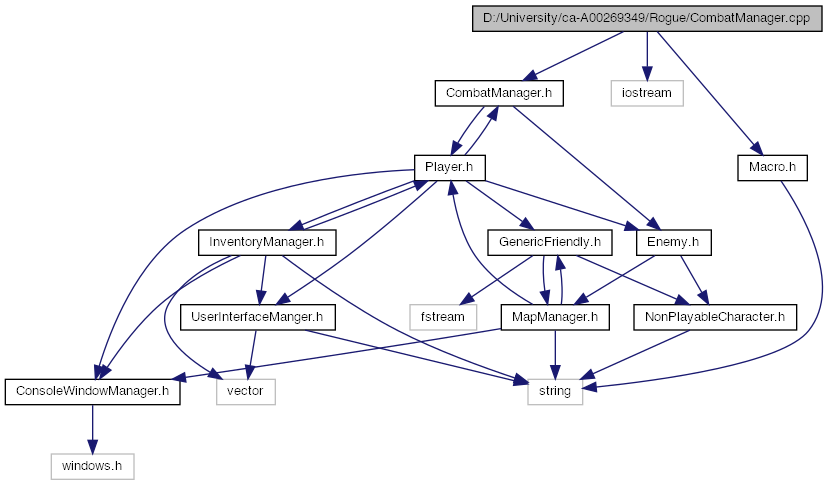 D:/University/ca-A00269349/Rogue/CombatManager.cpp
CombatManager.h
iostream
Player.h
Macro.h
InventoryManager.h
GenericFriendly.h
Enemy.h
UserInterfaceManger.h
fstream
MapManager.h
NonPlayableCharacter.h
ConsoleWindowManager.h
vector
string
windows.h